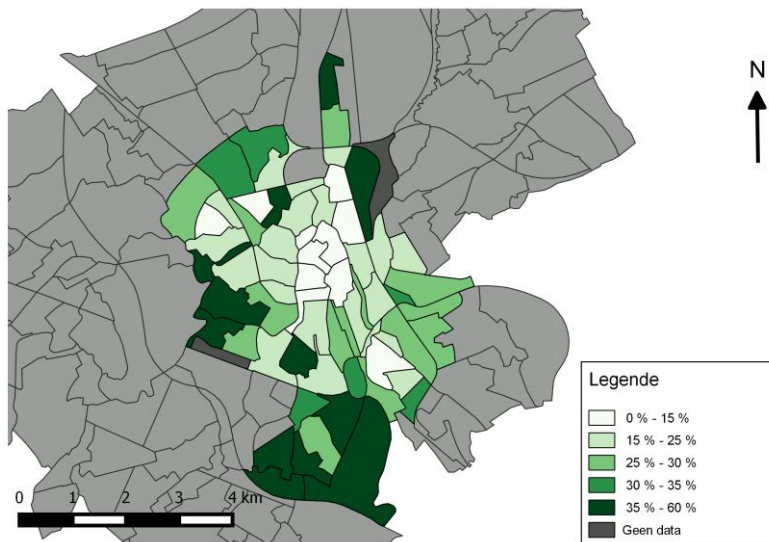 N
Legende
0 % - 15 %
15 % - 25 %
25 % - 30 %
30 % - 35 %
35 % - 60 %
Geen data
0 1 2 3 4 km